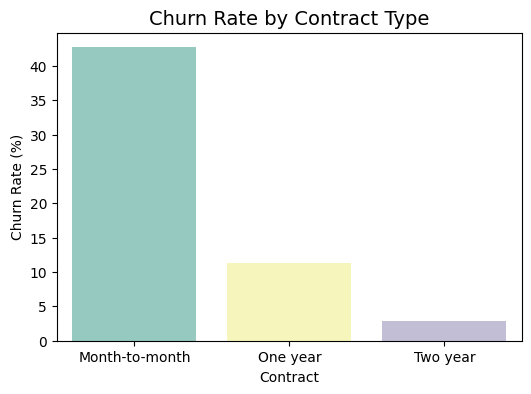 Churn Rate by Contract Type
Churn Rate (%)
40
35
30
25
20
15
10
5
0
Month-to-month
One year
Two year
Contract